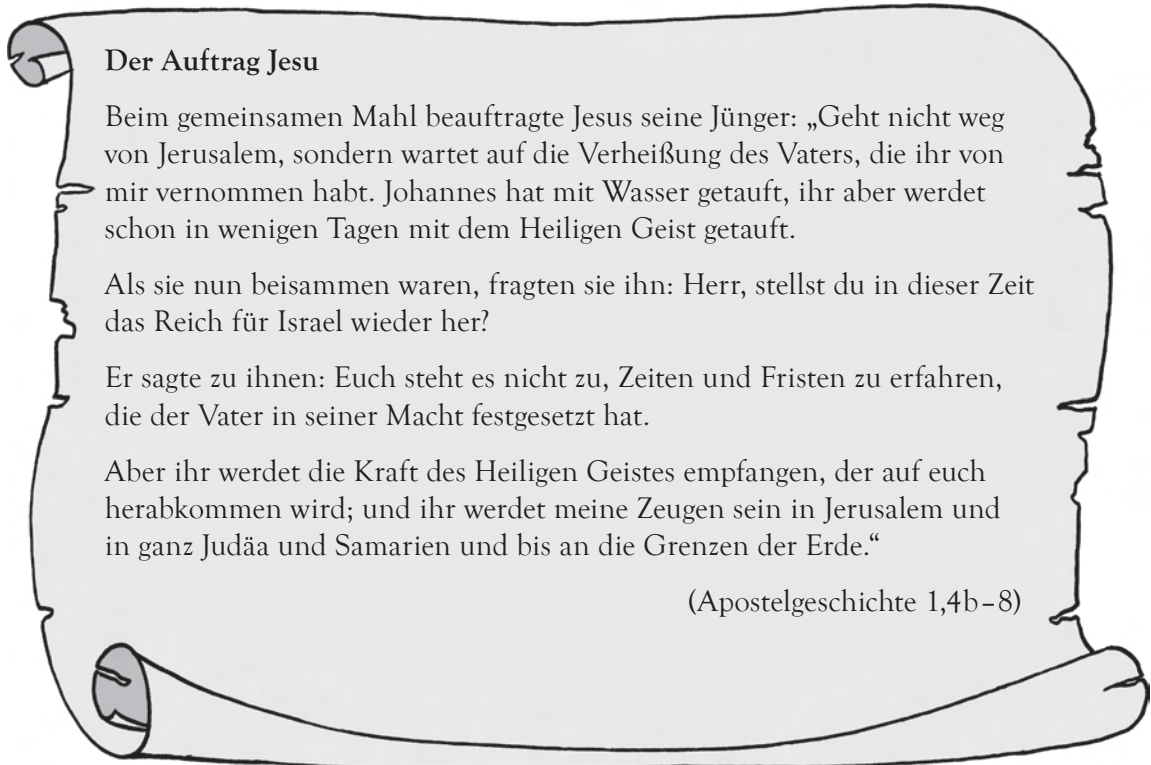 Der Auftrag Jesu
Beim gemeinsamen Mahl beauftragte Jesus seine Jünger: „Geht nicht weg
von Jerusalem, sondern wartet auf die Verheißung des Vaters, die ihr von
mir vernommen habt. Johannes hat mit Wasser getauft, ihr aber werdet
schon in wenigen Tagen mit dem Heiligen Geist getauft.
Als sie nun beisammen waren, fragten sie ihn: Herr, stellst du in dieser Zeit
das Reich für Israel wieder her?
Er sagte zu ihnen: Euch steht es nicht zu, Zeiten und Fristen zu erfahren,
die der Vater in seiner Macht festgesetzt hat.
Aber ihr werdet die Kraft des Heiligen Geistes empfangen, der auf euch
herabkommen wird; und ihr werdet meine Zeugen sein in Jerusalem und
in ganz Judäa und Samarien und bis an die Grenzen der Erde.“
(Apostelgeschichte 1,4b–8)